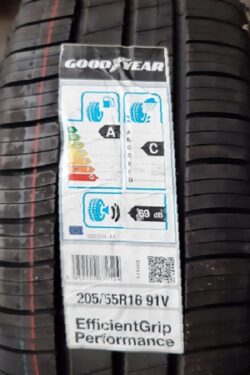 GOODYEAR
A
C
69 dB
205/55R16 91V
EfficientGrip
Performance